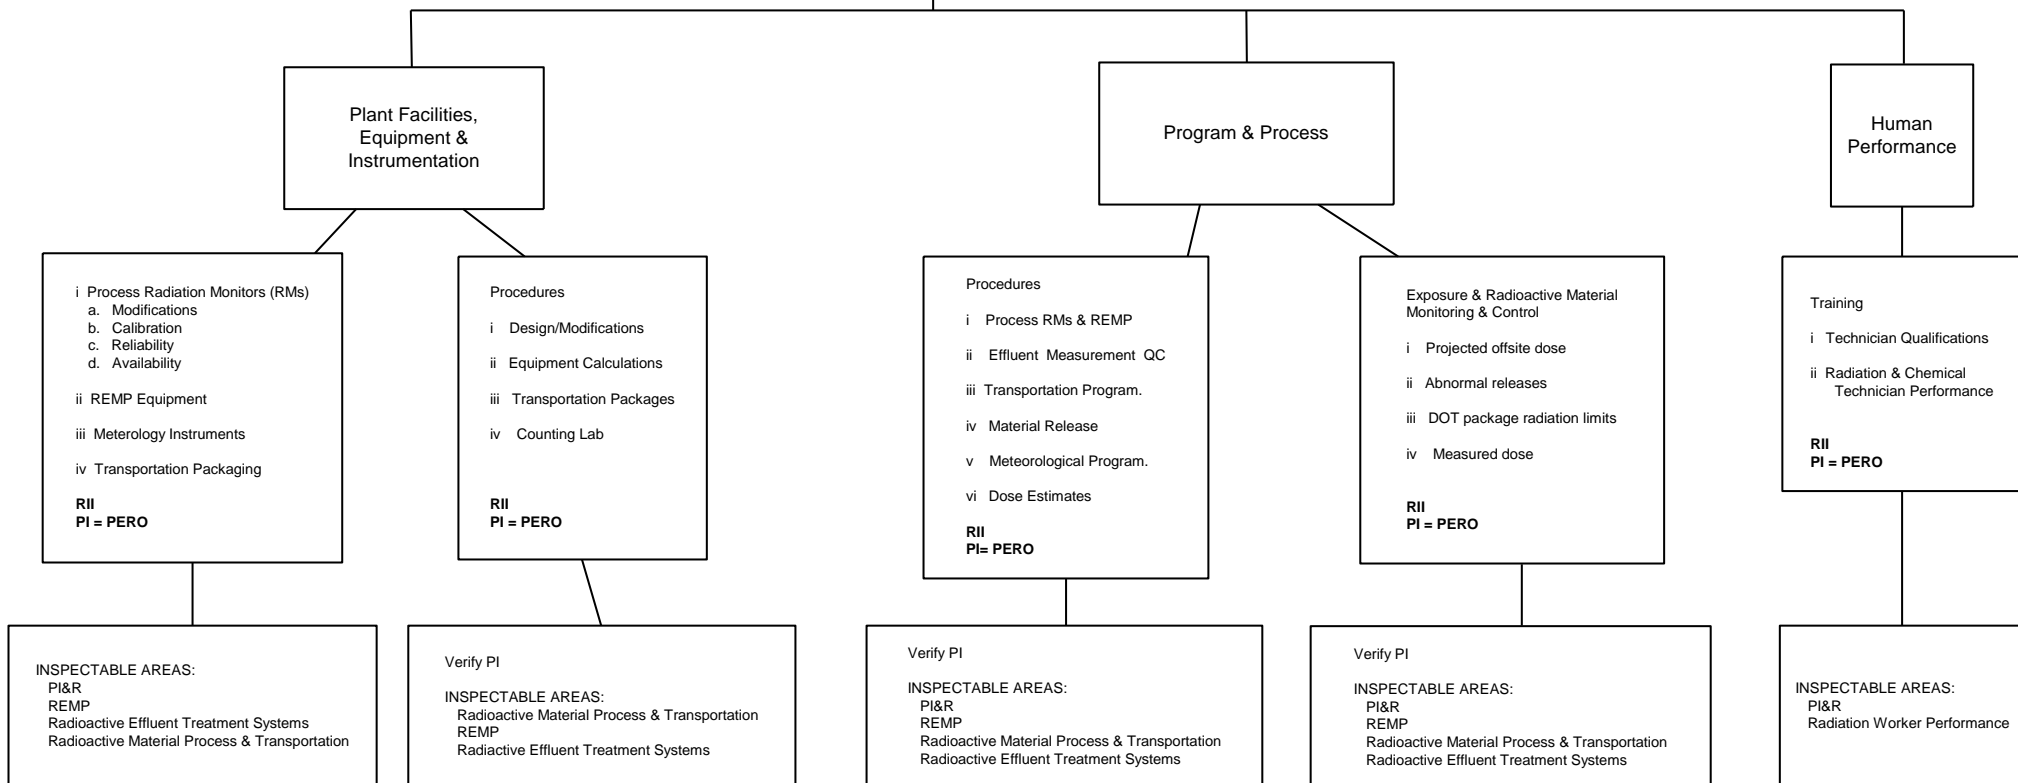 Plant Facilities,
Equipment &
Instrumentation
Program & Process
Human
Performance
i Process Radiation Monitors (RMs)
a. Modifications
b. Calibration
c. Reliability
d. Availability
ii REMP Equipment
iii Meterology Instruments
iv Transportation Packaging
RII
PI = PERO
Procedures
i Design/Modifications
ii Equipment Calculations
iii Transportation Packages
iv Counting Lab
RII
PI = PERO
Procedures
i Process RMs & REMP
ii Effluent Measurement QC
iii Transportation Program.
iv Material Release
v Meteorological Program.
vi Dose Estimates
RII
PI= PERO
Exposure & Radioactive Material
Monitoring & Control
i Projected offsite dose
ii Abnormal releases
iii DOT package radiation limits
iv Measured dose
RII
PI = PERO
Training
i Technician Qualifications
ii Radiation & Chemical
Technician Performance
RII
PI = PERO
INSPECTABLE AREAS:
PI&R
REMP
Radioactive Effluent Treatment Systems
Radioactive Material Process & Transportation
Verify PI
INSPECTABLE AREAS:
Radioactive Material Process & Transportation
REMP
Radiactive Effluent Treatment Systems
Verify PI
INSPECTABLE AREAS:
PI&R
REMP
Radioactive Material Process & Transportation
Radioactive Effluent Treatment Systems
Verify PI
INSPECTABLE AREAS:
PI&R
REMP
Radioactive Material Process & Transportation
Radioactive Effluent Treatment Systems
INSPECTABLE AREAS:
PI&R
Radiation Worker Performance